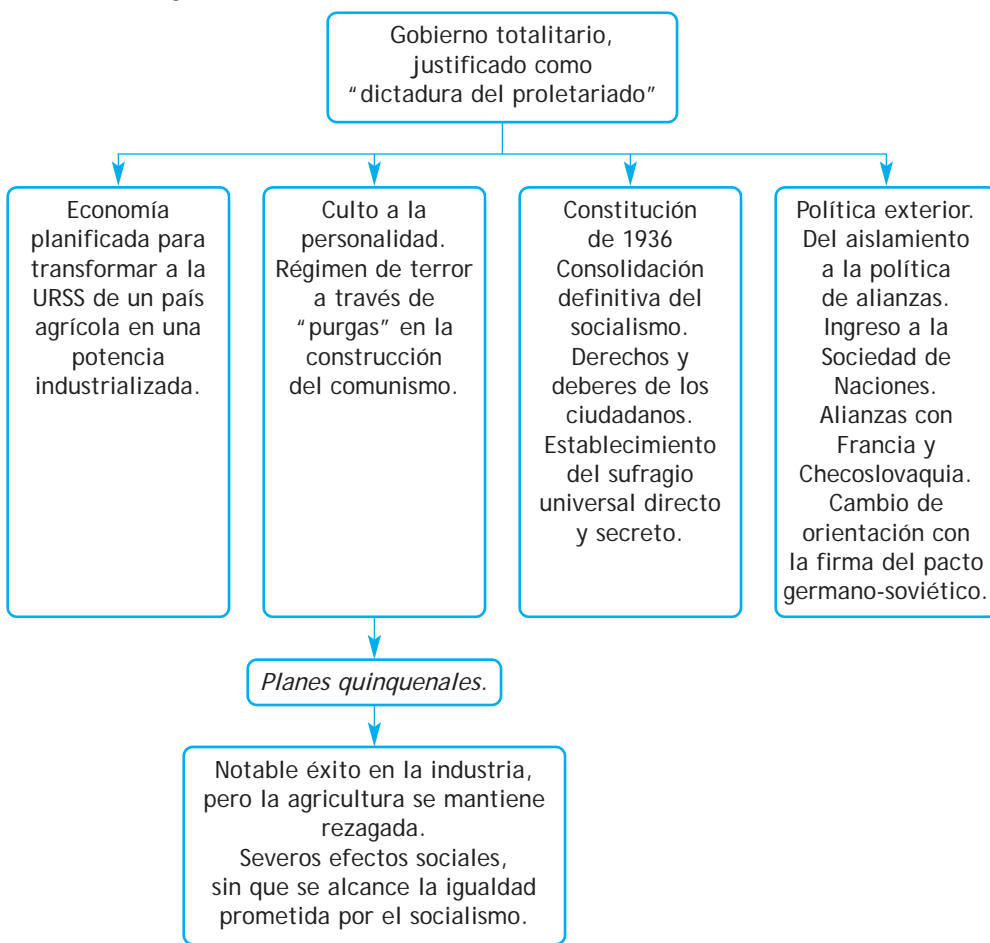 Gobierno totalitario,
justificado como
“dictadura del proletariado”
Economía
planificada para
transformar a la
URSS de un país
agrícola en una
potencia
industrializada.
Culto a la
personalidad.
Régimen de terror
a través de
“purgas” en la
construcción
del comunismo.
Constitución
de 1936
Consolidación
definitiva del
socialismo.
Derechos y
deberes de los
ciudadanos.
Establecimiento
del sufragio
universal directo
y secreto.
Política exterior.
Del aislamiento
a la política
de alianzas.
Ingreso a la
Sociedad de
Naciones.
Alianzas con
Francia y
Checoslovaquia.
Cambio de
orientación con
la firma del pacto
germano-soviético.
Planes quinquenales.
Notable éxito en la industria,
pero la agricultura se mantiene
rezagada.
Severos efectos sociales,
sin que se alcance la igualdad
prometida por el socialismo.